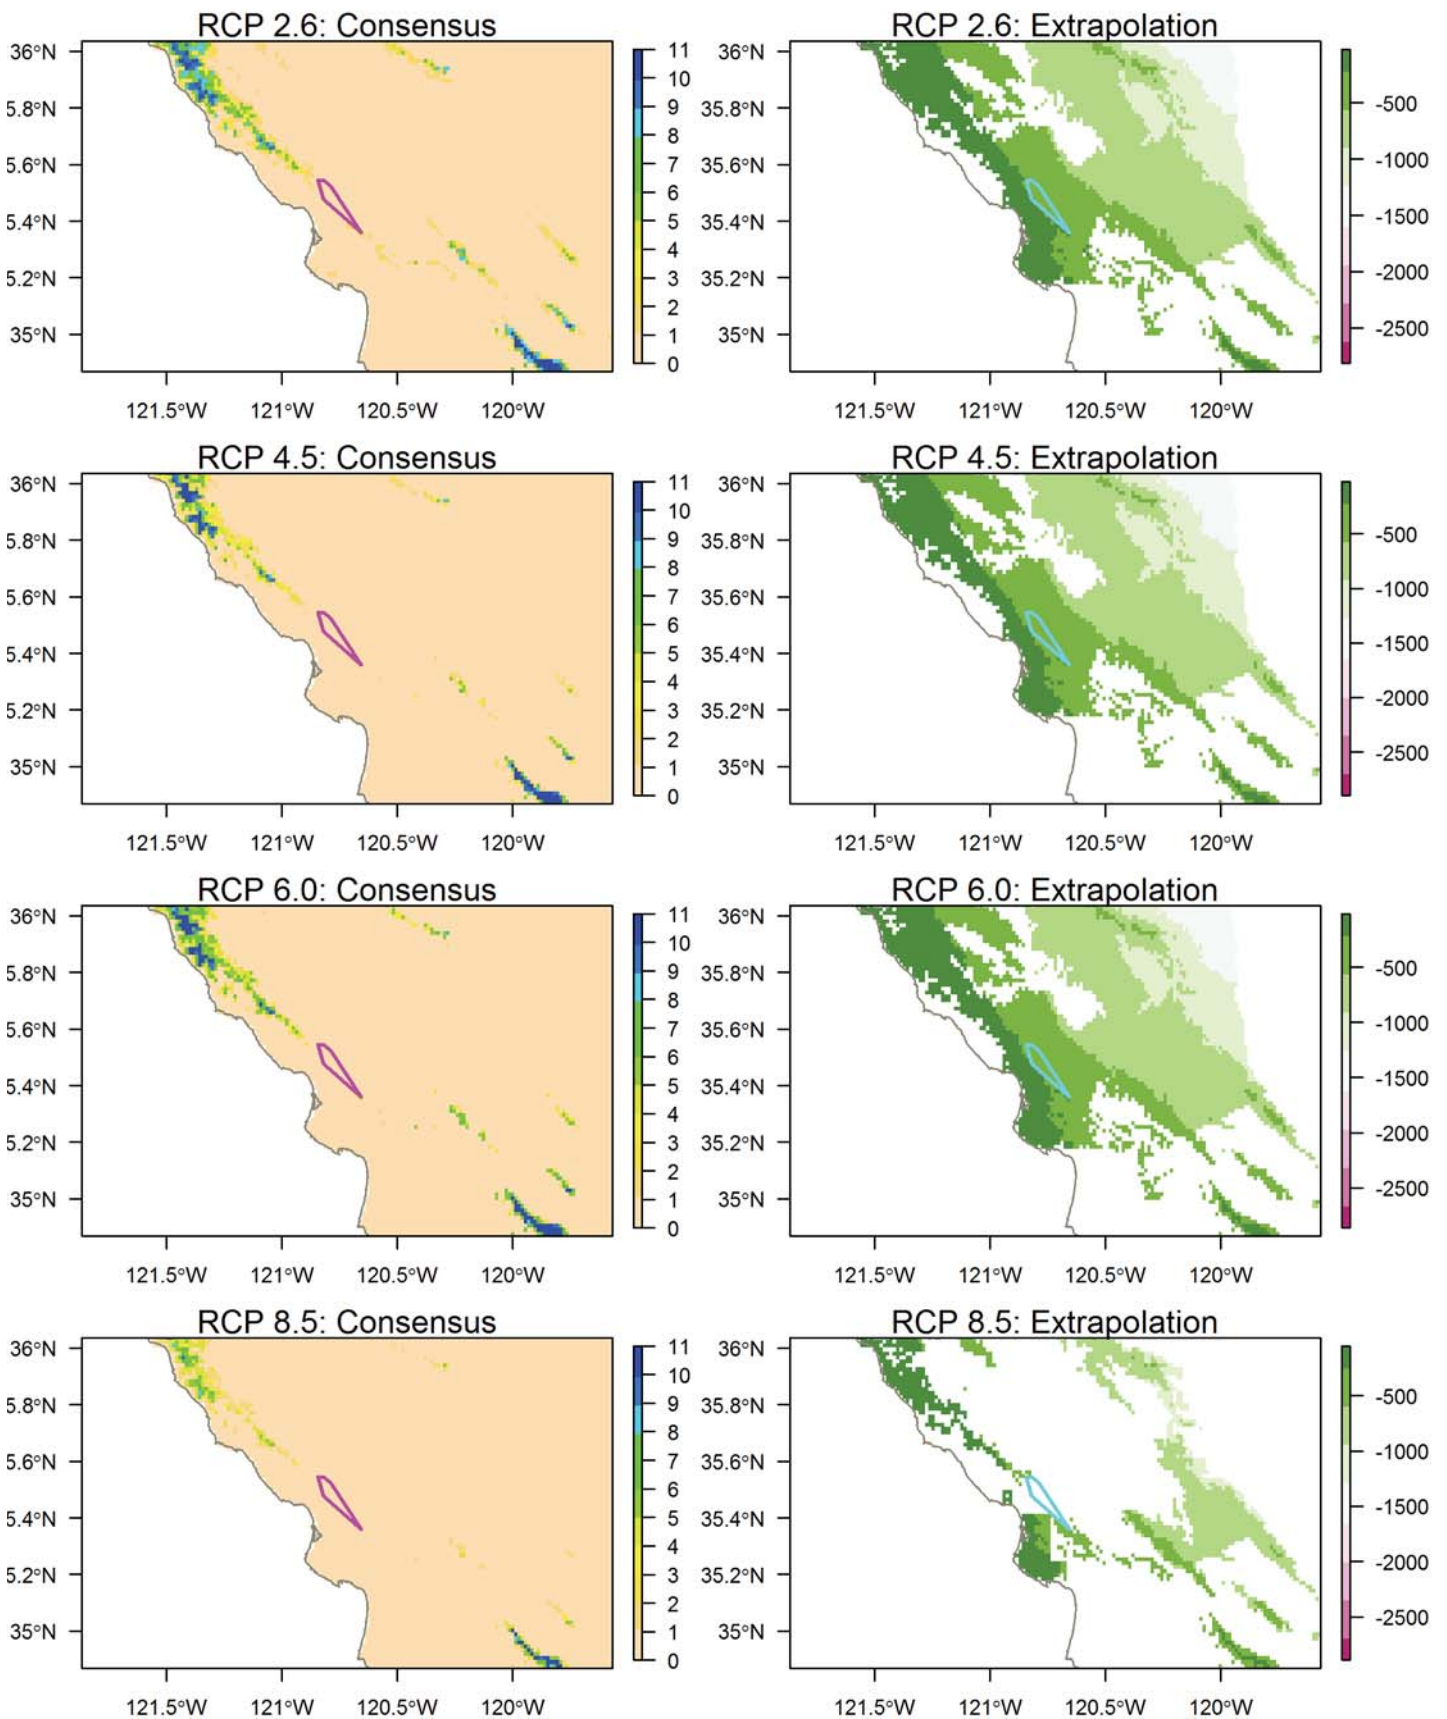 RCP 2.6: Consensus
36°N
5.8°N
5.6°N
5.4°N
5.2°N
35°N
121.5°W 121°W 120.5°W 120°W
11
10
9
8
7
6
5
4
3
2
1
0
RCP 2.6: Extrapolation
36°N
35.8°N
35.6°N
35.4°N
35.2°N
35°N
121.5°W 121°W 120.5°W 120°W
-500
-1000
-1500
-2000
-2500
RCP 4.5: Consensus
36°N
5.8°N
5.6°N
5.4°N
5.2°N
35°N
121.5°W 121°W 120.5°W 120°W
11
10
9
8
7
6
5
4
3
2
1
0
RCP 4.5: Extrapolation
36°N
35.8°N
35.6°N
35.4°N
35.2°N
35°N
121.5°W 121°W 120.5°W 120°W
-500
-1000
-1500
-2000
-2500
RCP 6.0: Consensus
36°N
5.8°N
5.6°N
5.4°N
5.2°N
35°N
121.5°W 121°W 120.5°W 120°W
11
10
9
8
7
6
5
4
3
2
1
0
RCP 6.0: Extrapolation
36°N
35.8°N
35.6°N
35.4°N
35.2°N
35°N
121.5°W 121°W 120.5°W 120°W
-500
-1000
-1500
-2000
-2500
RCP 8.5: Consensus
36°N
5.8°N
5.6°N
5.4°N
5.2°N
35°N
121.5°W 121°W 120.5°W 120°W
11
10
9
8
7
6
5
4
3
2
1
0
RCP 8.5: Extrapolation
36°N
35.8°N
35.6°N
35.4°N
35.2°N
35°N
121.5°W 121°W 120.5°W 120°W
-500
-1000
-1500
-2000
-2500